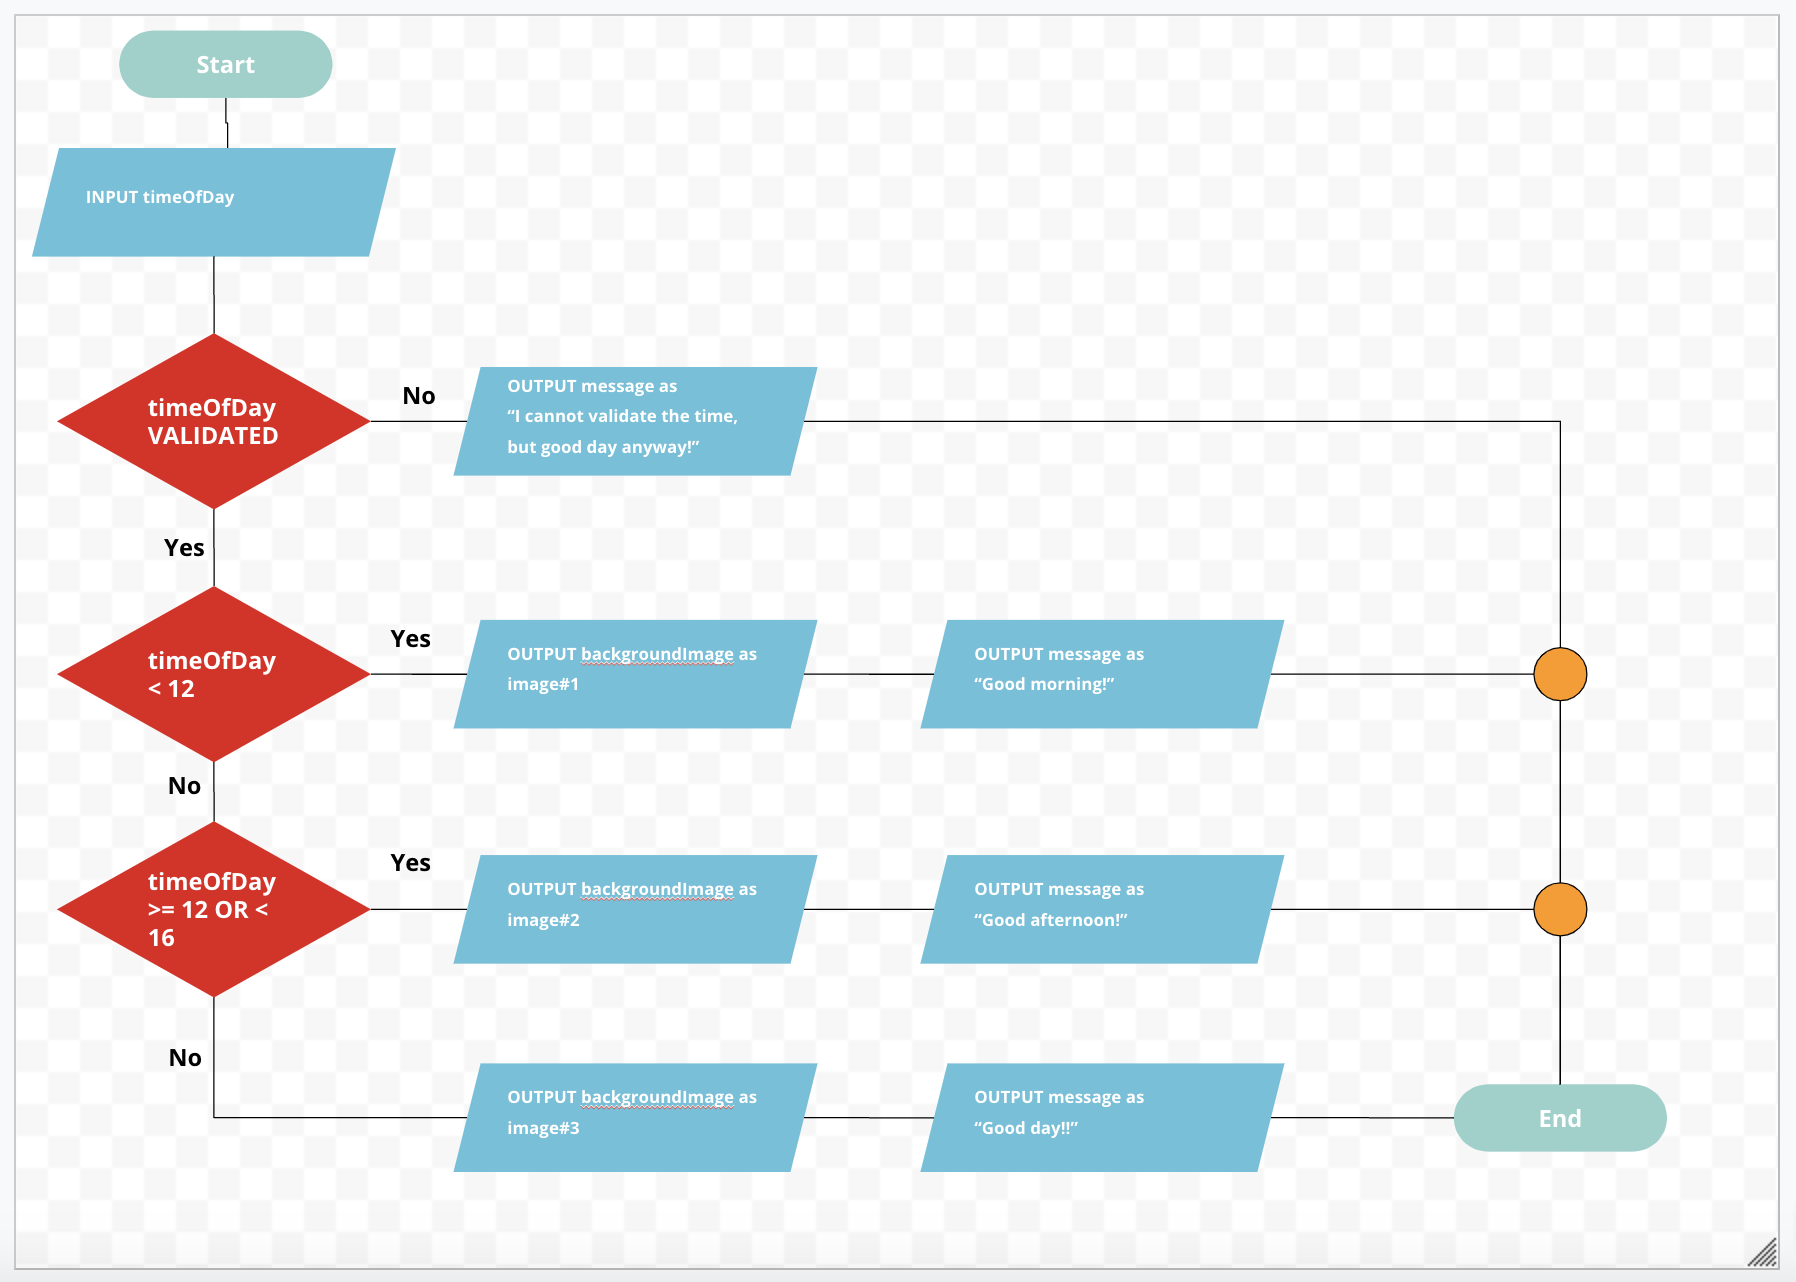 Start
INPUT timeOfDay
timeOfDay
VALIDATED
No
OUTPUT message as
“I cannot validate the time,
but good day anyway!”
Yes
timeOfDay
< 12
Yes
OUTPUT backgroundImage as
image#1
OUTPUT message as
“Good morning!”
No
timeOfDay
>= 12 OR <
16
Yes
OUTPUT backgroundImage as
image#2
OUTPUT message as
“Good afternoon!”
No
OUTPUT backgroundImage as
image#3
OUTPUT message as
“Good day!!”
End